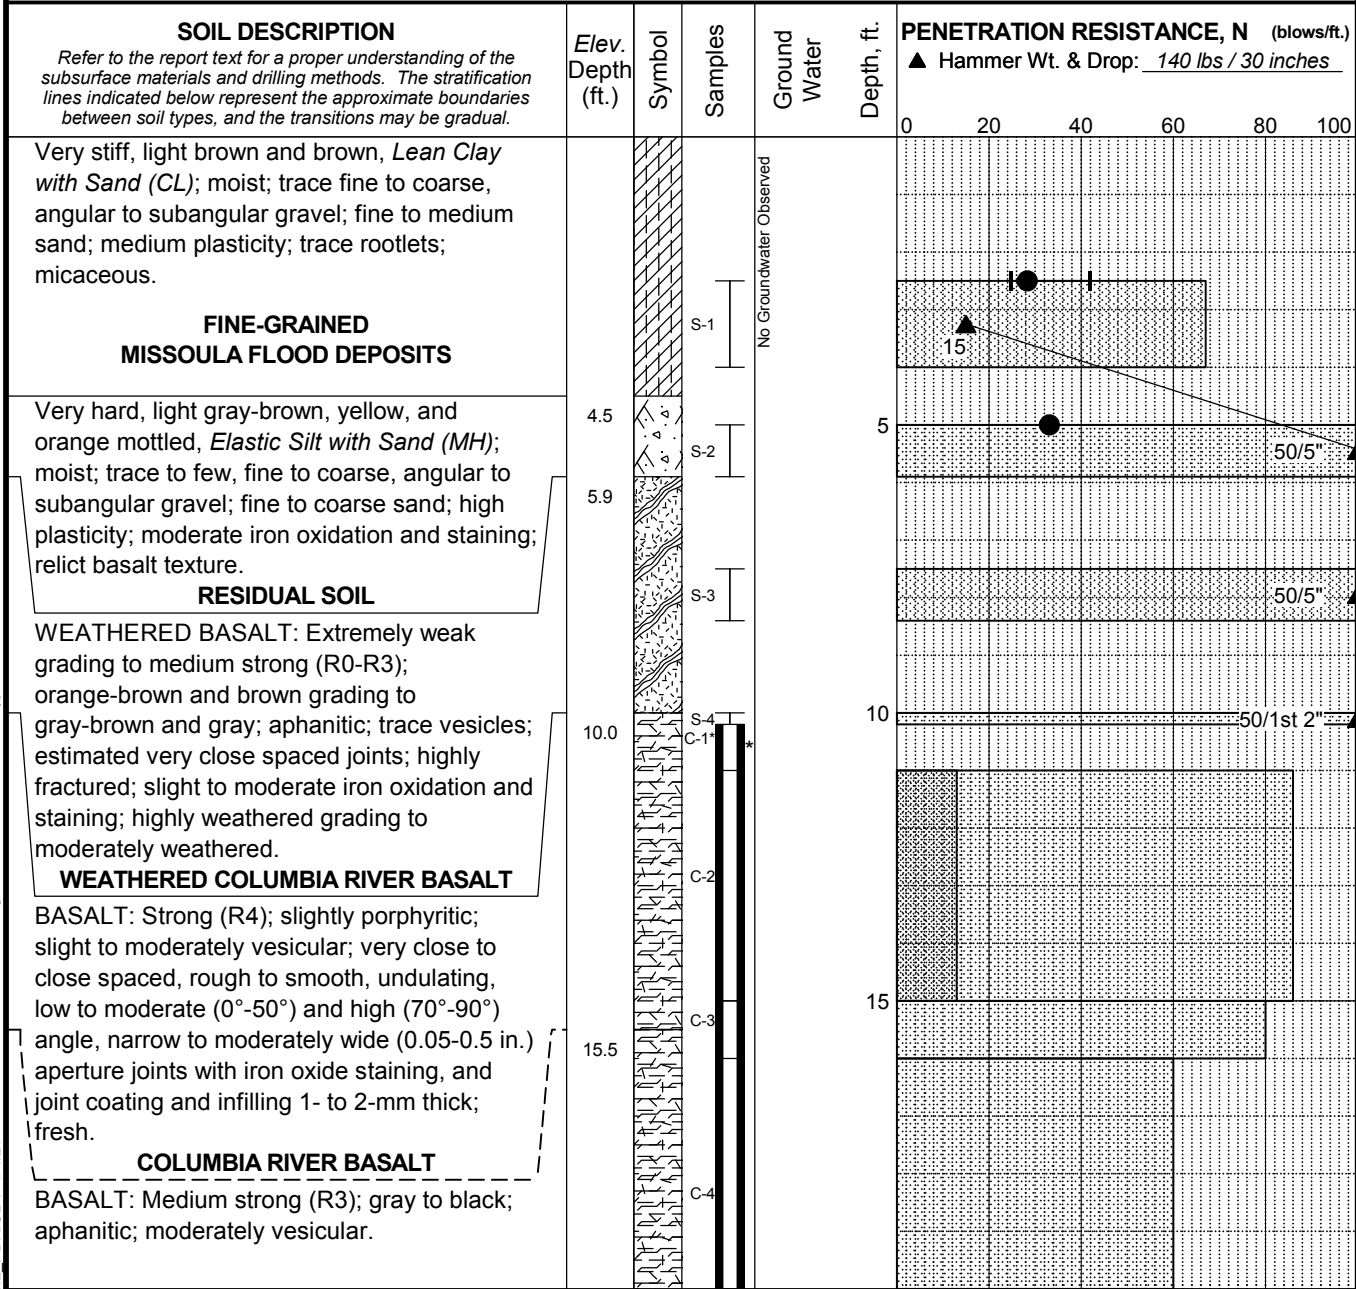 SOIL DESCRIPTION
Refer to the report text for a proper understanding of the
subsurface materials and drilling methods. The stratification
lines indicated below represent the approximate boundaries
between soil types, and the transitions may be gradual.
Elev.
Depth
(ft.)
Symbol
Samples
Ground
Water
Depth, ft.
PENETRATION RESISTANCE, N (blows/ft.)
▲ Hammer Wt. & Drop: 140 lbs / 30 inches
0 20 40 60 80 100
Very stiff, light brown and brown, Lean Clay
with Sand (CL); moist; trace fine to coarse,
angular to subangular gravel; fine to medium
sand; medium plasticity; trace rootlets;
micaceous.
FINE-GRAINED
MISSOULA FLOOD DEPOSITS
S-1
No Groundwater Observed
15
Very hard, light gray-brown, yellow, and
orange mottled, Elastic Silt with Sand (MH);
moist; trace to few, fine to coarse, angular to
subangular gravel; fine to coarse sand; high
plasticity; moderate iron oxidation and staining;
relict basalt texture.
RESIDUAL SOIL
4.5
S-2
5
50/5"
5.9
S-3
50/5"
WEATHERED BASALT: Extremely weak
grading to medium strong (R0-R3);
orange-brown and brown grading to
gray-brown and gray; aphanitic; trace vesicles;
estimated very close spaced joints; highly
fractured; slight to moderate iron oxidation and
staining; highly weathered grading to
moderately weathered.
WEATHERED COLUMBIA RIVER BASALT
10.0
S-4
C-1*
*
10
50/1st 2"
C-2
BASALT: Strong (R4); slightly porphyritic;
slight to moderately vesicular; very close to
close spaced, rough to smooth, undulating,
low to moderate (0°-50°) and high (70°-90°)
angle, narrow to moderately wide (0.05-0.5 in.)
aperture joints with iron oxide staining, and
joint coating and infilling 1- to 2-mm thick;
fresh.
COLUMBIA RIVER BASALT
15.5
C-3
15
C-4
BASALT: Medium strong (R3); gray to black;
aphanitic; moderately vesicular.